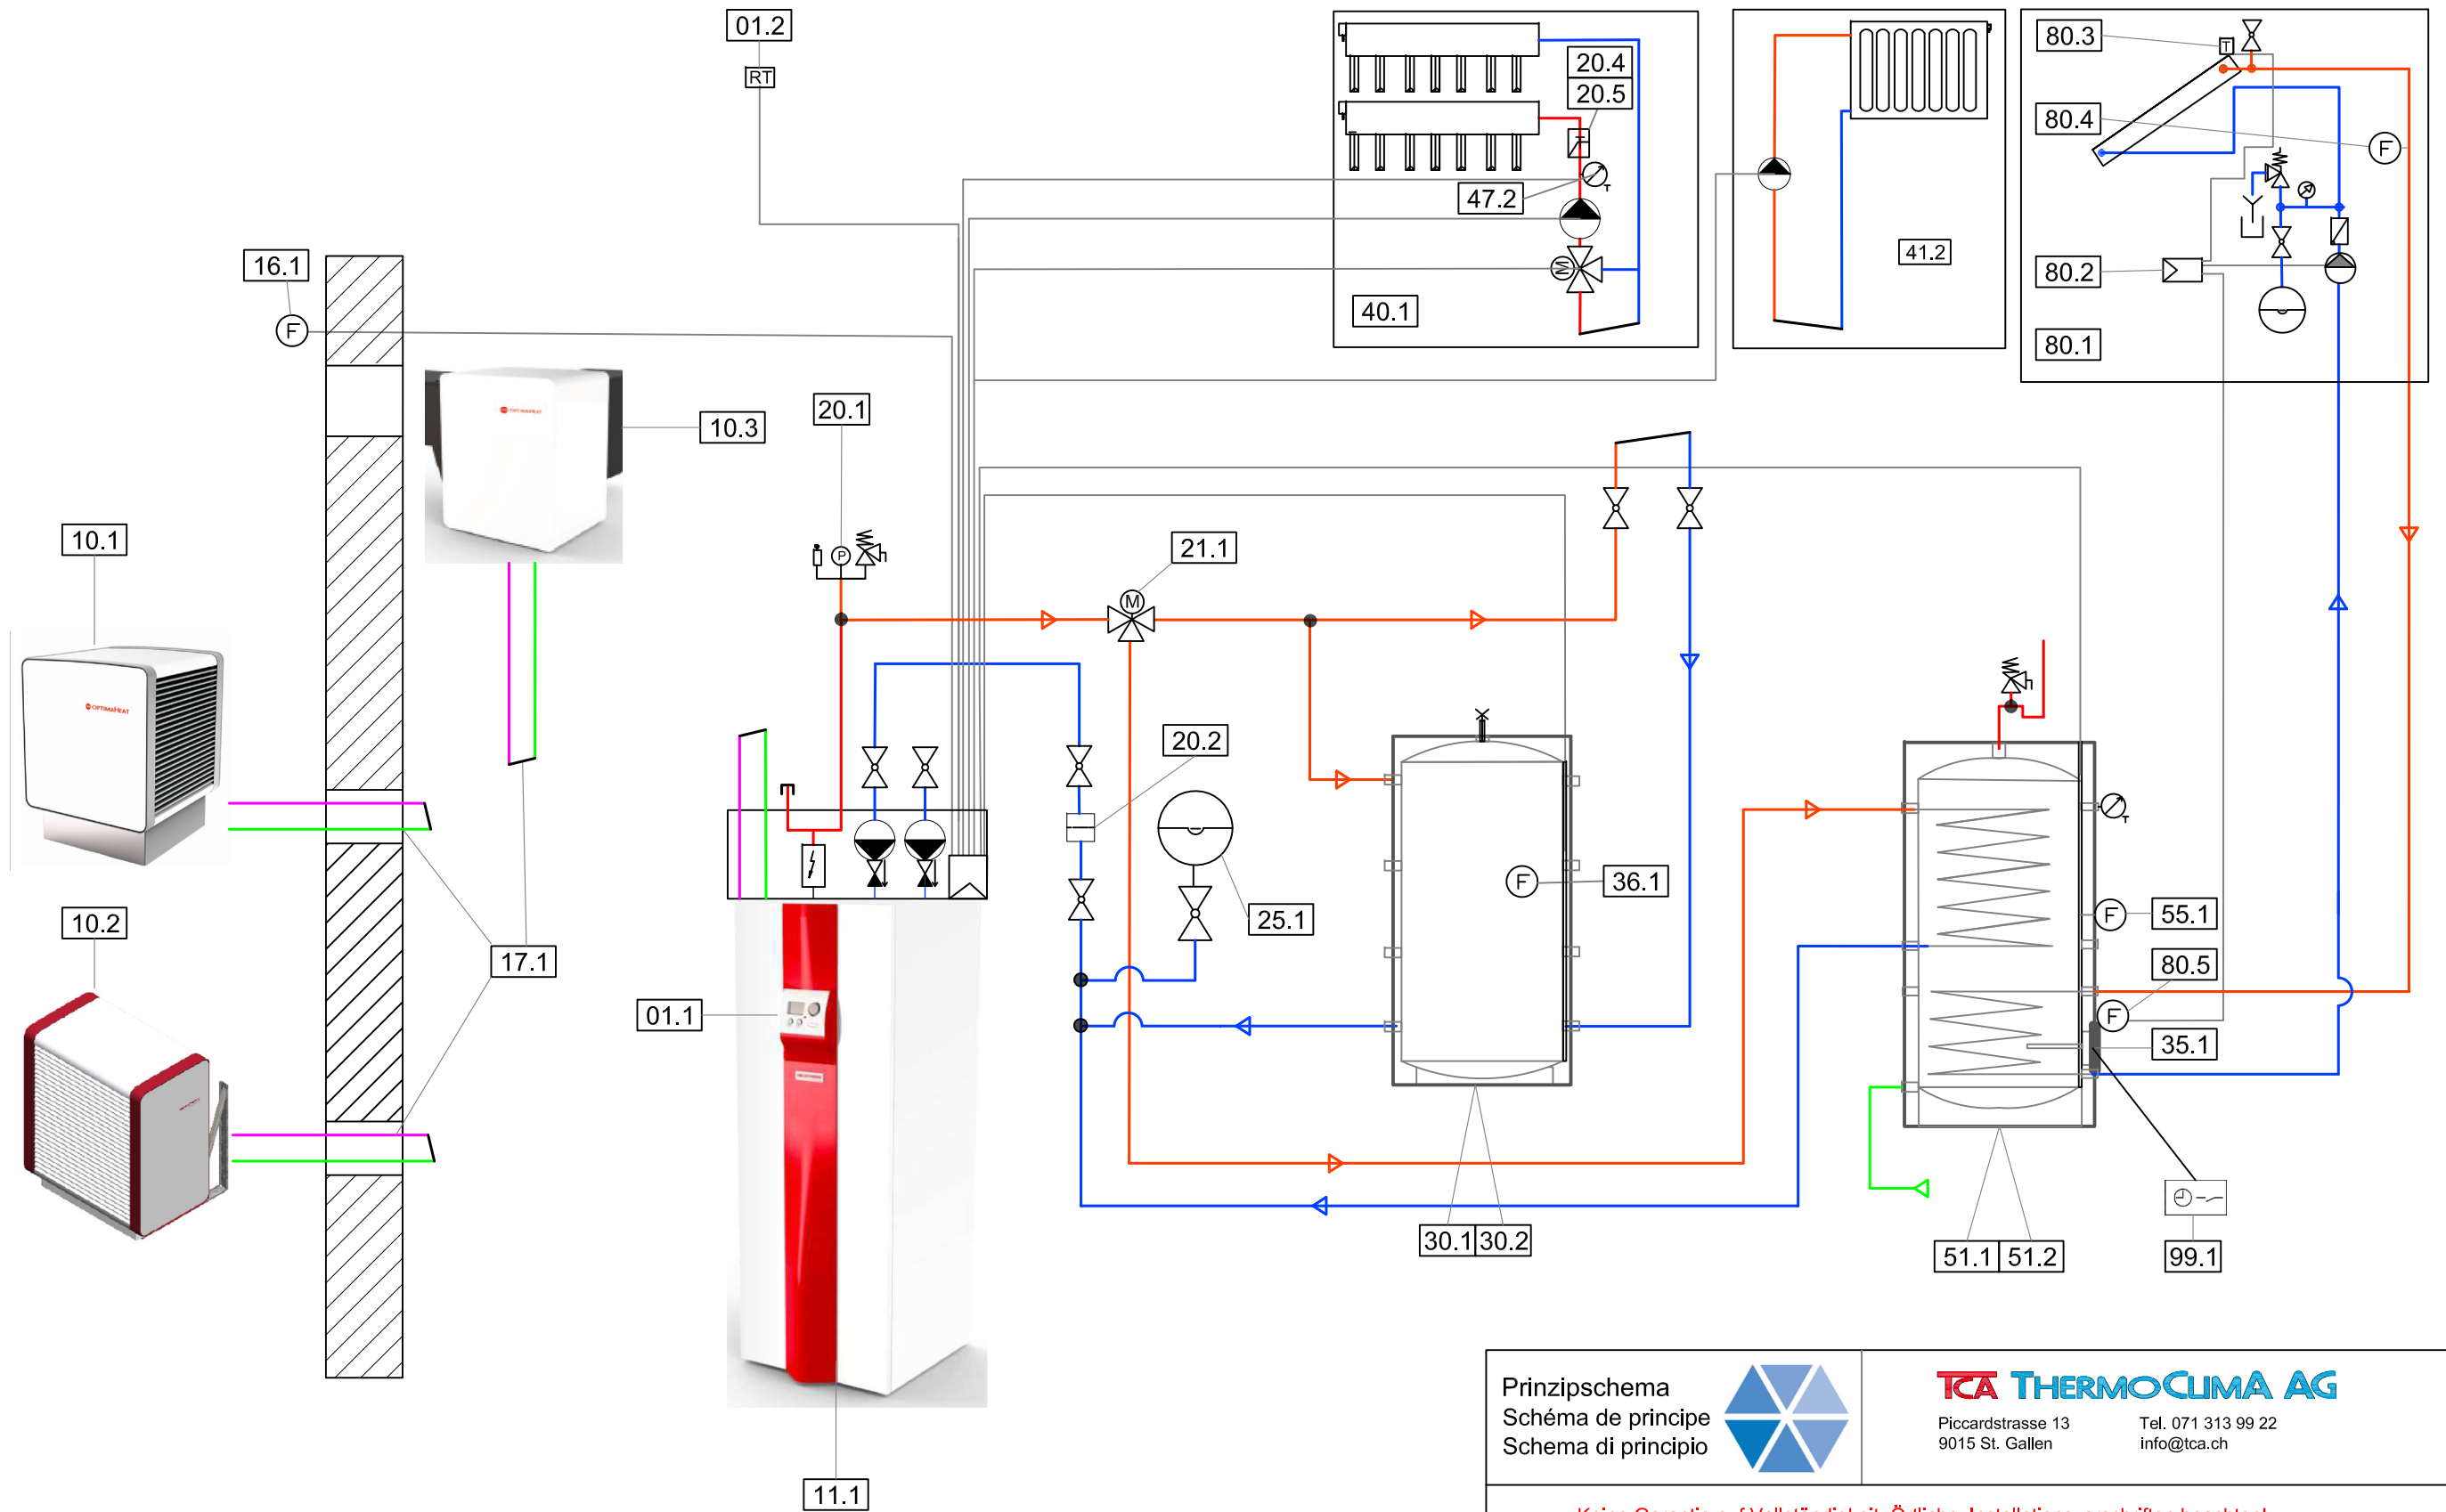 01.2
RT
20.4
20.5
47.2
T
M
40.1
41.2
80.3
T
80.4
F
80.2
80.1
16.1
F
10.3
OPTIMAHEAT
20.1
P
21.1
M
10.1
OPTIMAHEAT
20.2
25.1
F
36.1
T
F
55.1
80.5
F
35.1
10.2
17.1
01.1
30.1 30.2
51.1 51.2
99.1
11.1
Prinzipschema
Schéma de principe
Schema di principio
TCA THERMOCLIMA AG
Piccardstrasse 13
9015 St. Gallen
Tel. 071 313 99 22
info@tca.ch